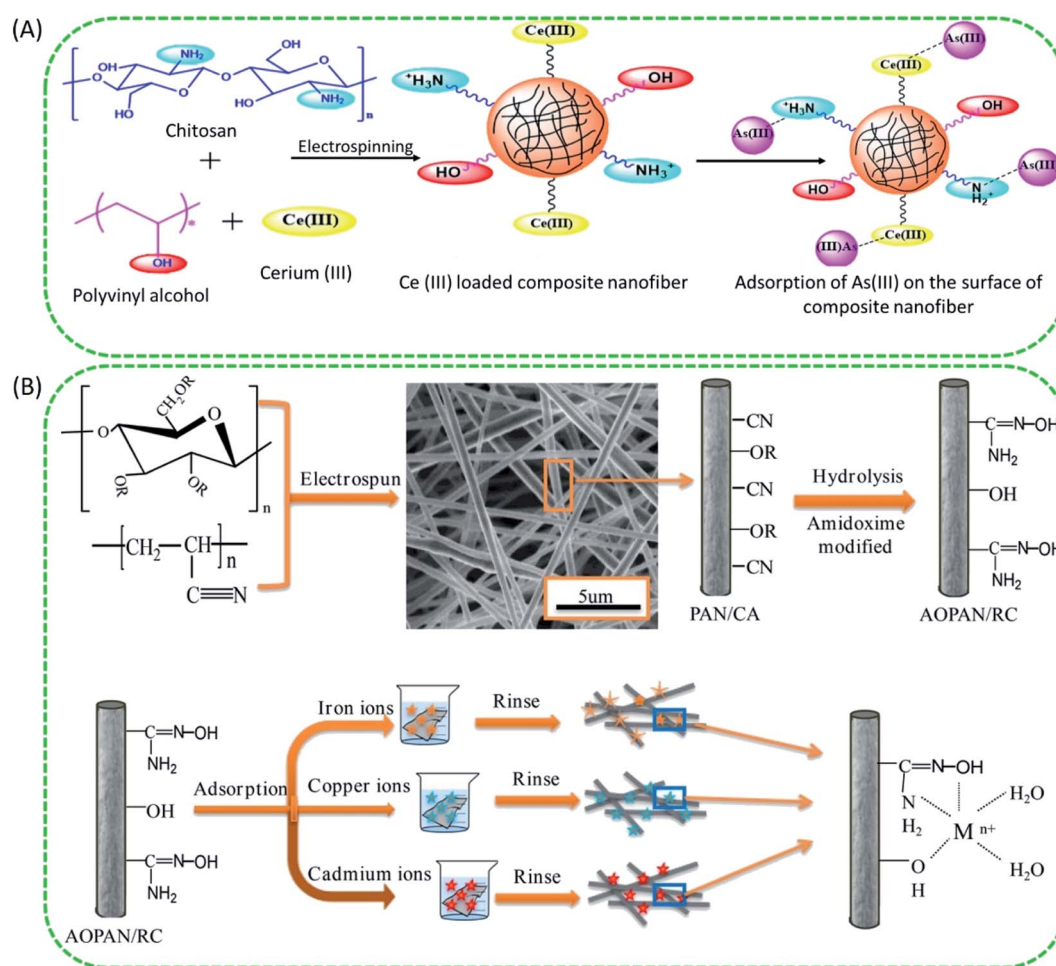 (A)
HO
NH2
HO
O
HO
O
O
HO
NH2
O
n
Chitosan
+
OH
*
Polyvinyl alcohol
+
Ce(III)
Cerium (III)
Electrospinning
Ce(III)
+H3N
OH
HO
NH3+
Ce(III)
Ce (III) loaded composite nanofiber
As(III)
Ce(III)
+H3N
As(III)
OH
As(III)
HO
NH2+
Ce(III)
(III)As
Adsorption of As(III) on the surface of
composite nanofiber
(B)
CH2OR
O
O
OR
OR
n
CH2
CH
n
C≡N
Electrospun
5um
CN
OR
CN
OR
CN
PAN/CA
Hydrolysis
Amidoxime
modified
C=N-OH
NH2
OH
C=N-OH
NH2
AOPAN/RC
C=N-OH
NH2
OH
C=N-OH
NH2
AOPAN/RC
Adsorption
Iron ions
Rinse
Copper ions
Rinse
Cadmium ions
Rinse
C=N-OH
N
H2
M n+
H2O
H2O
O
H